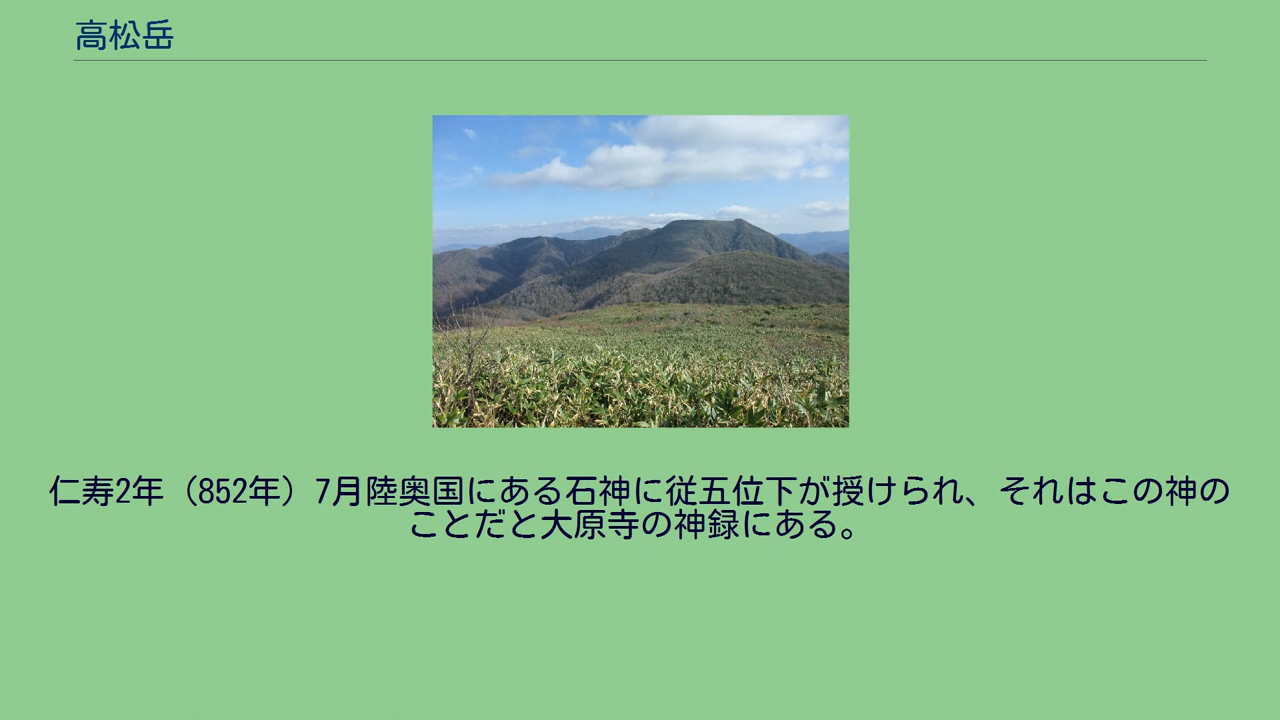 高松岳
仁寿2年（852年）7月陸奥国にある石神に従五位下が授けられ、それはこの神の
ことだと大原寺の神録にある。